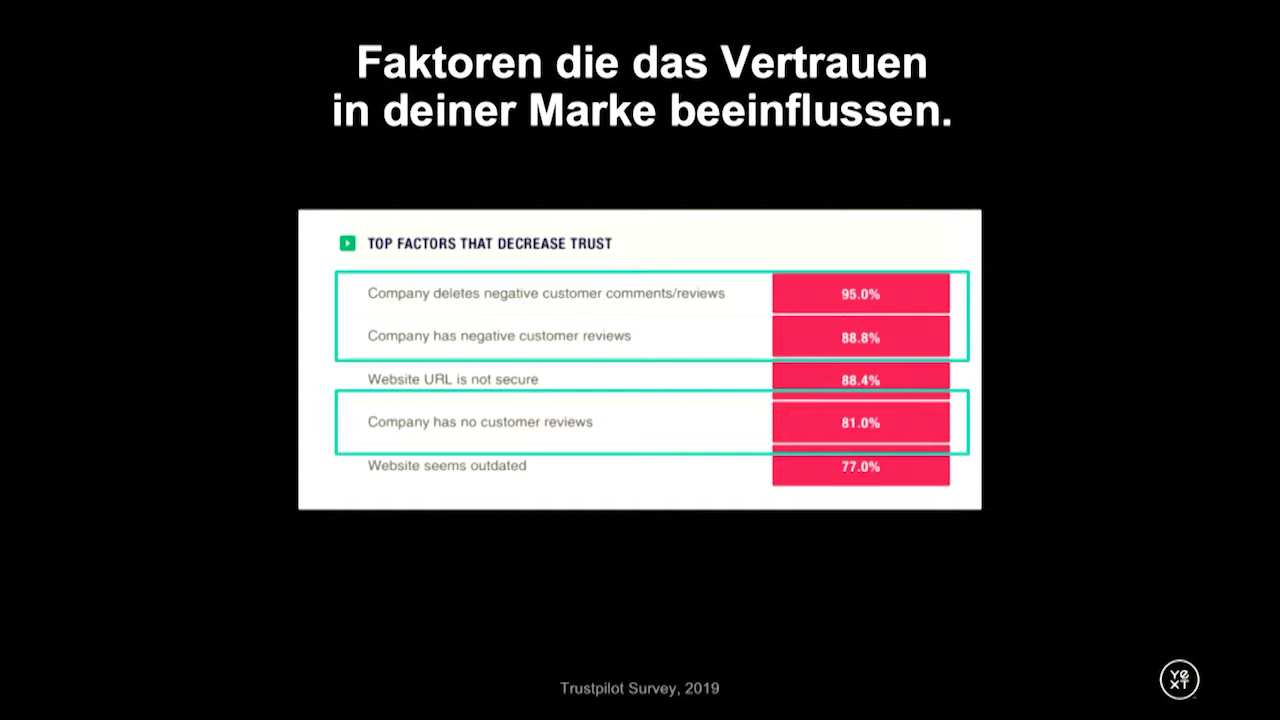 Faktoren die das Vertrauen
in deiner Marke beeinflussen.
TOP FACTORS THAT DECREASE TRUST
Company deletes negative customer comments/reviews 95.0%
Company has negative customer reviews 88.8%
Website URL is not secure 88.4%
Company has no customer reviews 81.0%
Website seems outdated 77.0%
Trustpilot Survey, 2019
yext